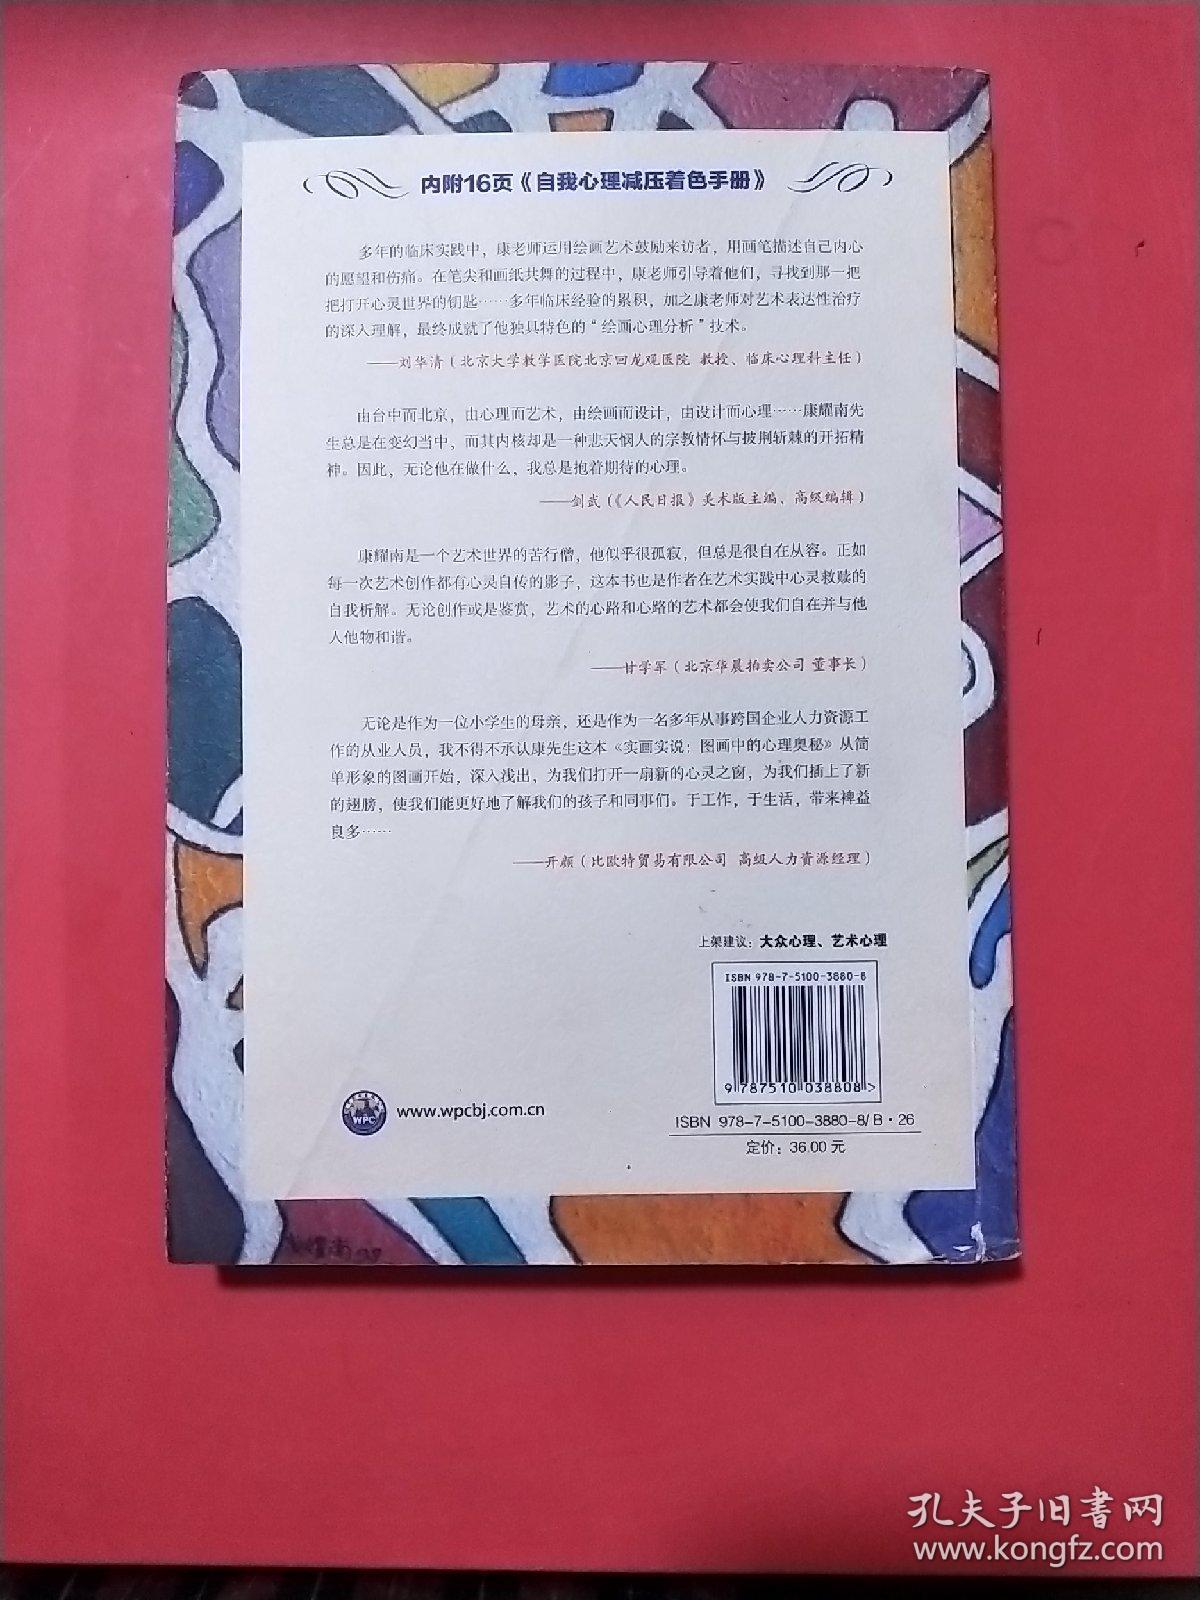 内附16页《自我心理减压着色手册》
多年的临床实践中，康老师运用绘画艺术鼓励来访者，用画笔描述自己内心
的愿望和伤痛。在笔尖和画纸共舞的过程中，康老师引导着他们，寻找到那一把
把打开心灵世界的钥匙……多年临床经验的累积，加之康老师对艺术表达性治疗
的深入理解，最终成就了他独具特色的“绘画心理分析”技术。
——刘华清（北京大学教学医院北京回龙观医院 教授、临床心理科主任）
由台中而北京，由心理而艺术，由绘画而设计，由设计而心理……康耀南先
生总是在变幻当中，而其内核却是一种悲天悯人的宗教情怀与披荆斩棘的开拓精
神。因此，无论他在做什么，我总是抱着期待的心理。
——剑武（《人民日报》美术版主编、高级编辑）
康耀南是一个艺术世界的苦行僧，他似乎很孤寂，但总是很自在从容。正如
每一次艺术创作都有心灵自传的影子，这本书也是作者在艺术实践中心灵救赎的
自我析解。无论创作或是鉴赏，艺术的心路和心路的艺术都会使我们自在并与他
人他物和谐。
——甘学军（北京华晨拍卖公司 董事长）
无论是作为一位小学生的母亲，还是作为一名多年从事跨国企业人力资源工
作的从业人员，我不得不承认康先生这本《实画实说：图画中的心理奥秘》从简
单形象的图画开始，深入浅出，为我们打开一扇新的心灵之窗，为我们插上了新
的翅膀，使我们能更好地了解我们的孩子和同事们。于工作，于生活，带来裨益
良多……
——开颜（比欧特贸易有限公司 高级人力资源经理）
上架建议：大众心理、艺术心理
ISBN 978-7-5100-3880-8
9 787510 038808 >
WPC
www.wpcbj.com.cn
ISBN 978-7-5100-3880-8/B·26
定价：36.00元
耀南
孔夫子旧书网
www.kongfz.com